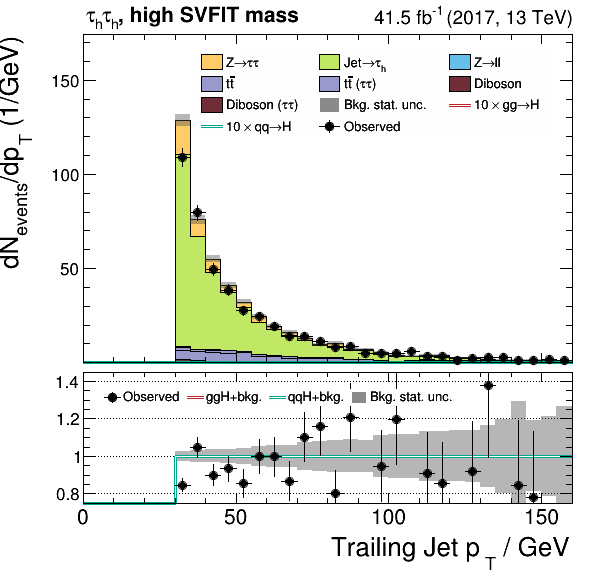 τhτh, high SVFIT mass 41.5 fb⁻¹ (2017, 13 TeV)
dNevents/dpT (1/GeV)
150
100
50
Z→ττ Jet→τh Z→ll
tt̄ tt̄ (ττ) Diboson
Diboson (ττ) Bkg. stat. unc. 10×gg→H
10×qq→H Observed
1.4
1.2
1
0.8
Observed ggH+bkg. qqH+bkg. Bkg. stat. unc.
0 50 100 150
Trailing Jet pT / GeV